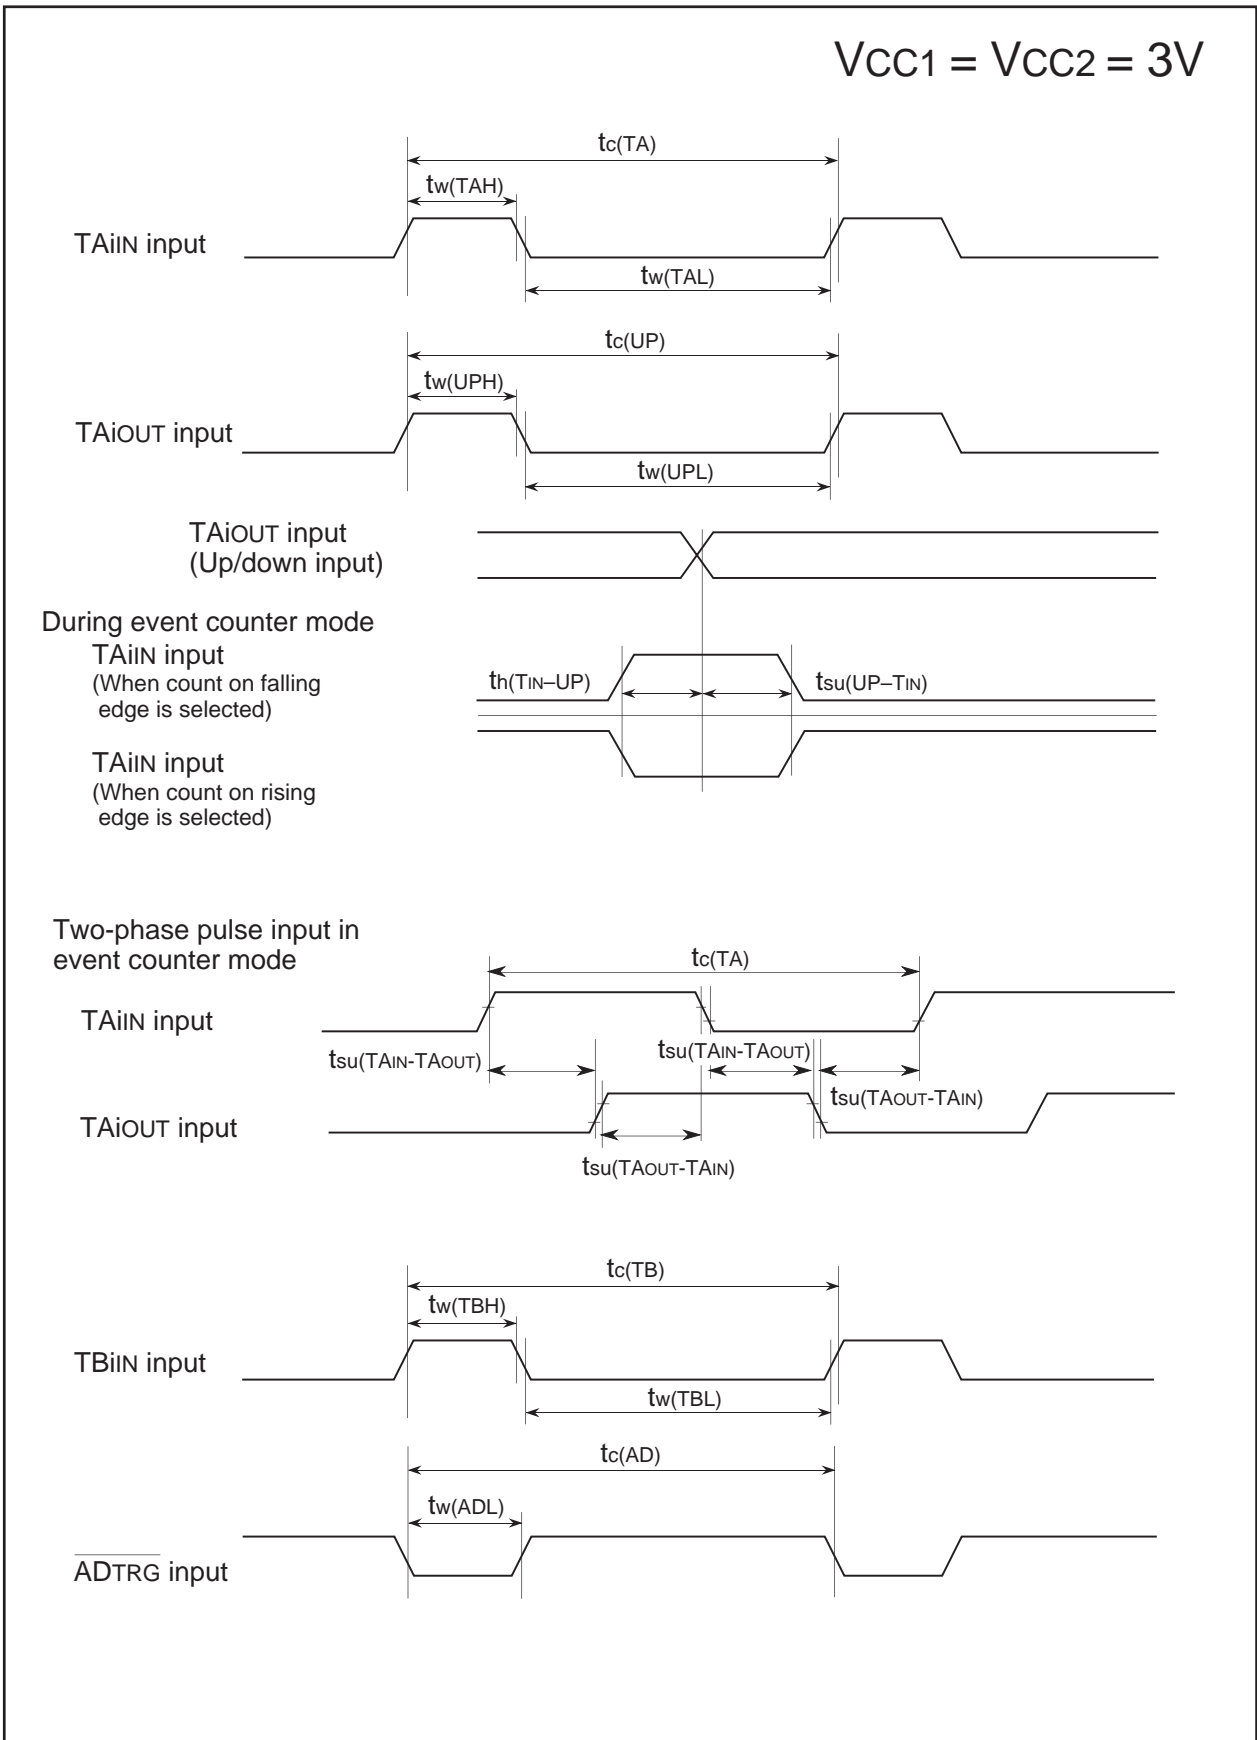 VCC1 = VCC2 = 3V
tc(TA)
tw(TAH)
TAiIN input
tw(TAL)
tc(UP)
tw(UPH)
TAiOUT input
tw(UPL)
TAiOUT input
(Up/down input)
During event counter mode
TAiIN input
(When count on falling
edge is selected)
th(TIN–UP)
tsu(UP–TIN)
TAiIN input
(When count on rising
edge is selected)
Two-phase pulse input in
event counter mode
tc(TA)
TAiIN input
tsu(TAIN-TAOUT)
tsu(TAIN-TAOUT)
tsu(TAOUT-TAIN)
TAiOUT input
tsu(TAOUT-TAIN)
tc(TB)
tw(TBH)
TBiIN input
tw(TBL)
tc(AD)
tw(ADL)
ADTRG input